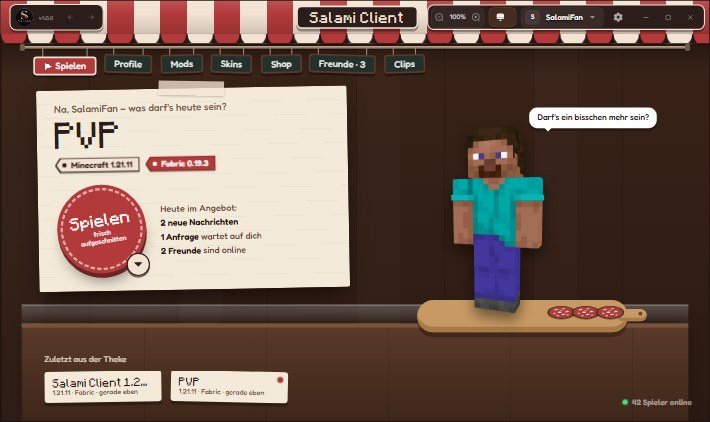 v1.0.0
Salami Client
100%
S SalamiFan
Spielen
Profile
Mods
Skins
Shop
Freunde · 3
Clips
Na, SalamiFan – was darf's heute sein?
PVP
Minecraft 1.21.11
Fabric 0.19.3
Spielen
frisch
aufgeschnitten
Heute im Angebot:
2 neue Nachrichten
1 Anfrage wartet auf dich
2 Freunde sind online
Darf's ein bisschen mehr sein?
Zuletzt aus der Theke
Salami Client 1.2...
1.21.11 · Fabric · gerade eben
PVP
1.21.11 · Fabric · gerade eben
42 Spieler online